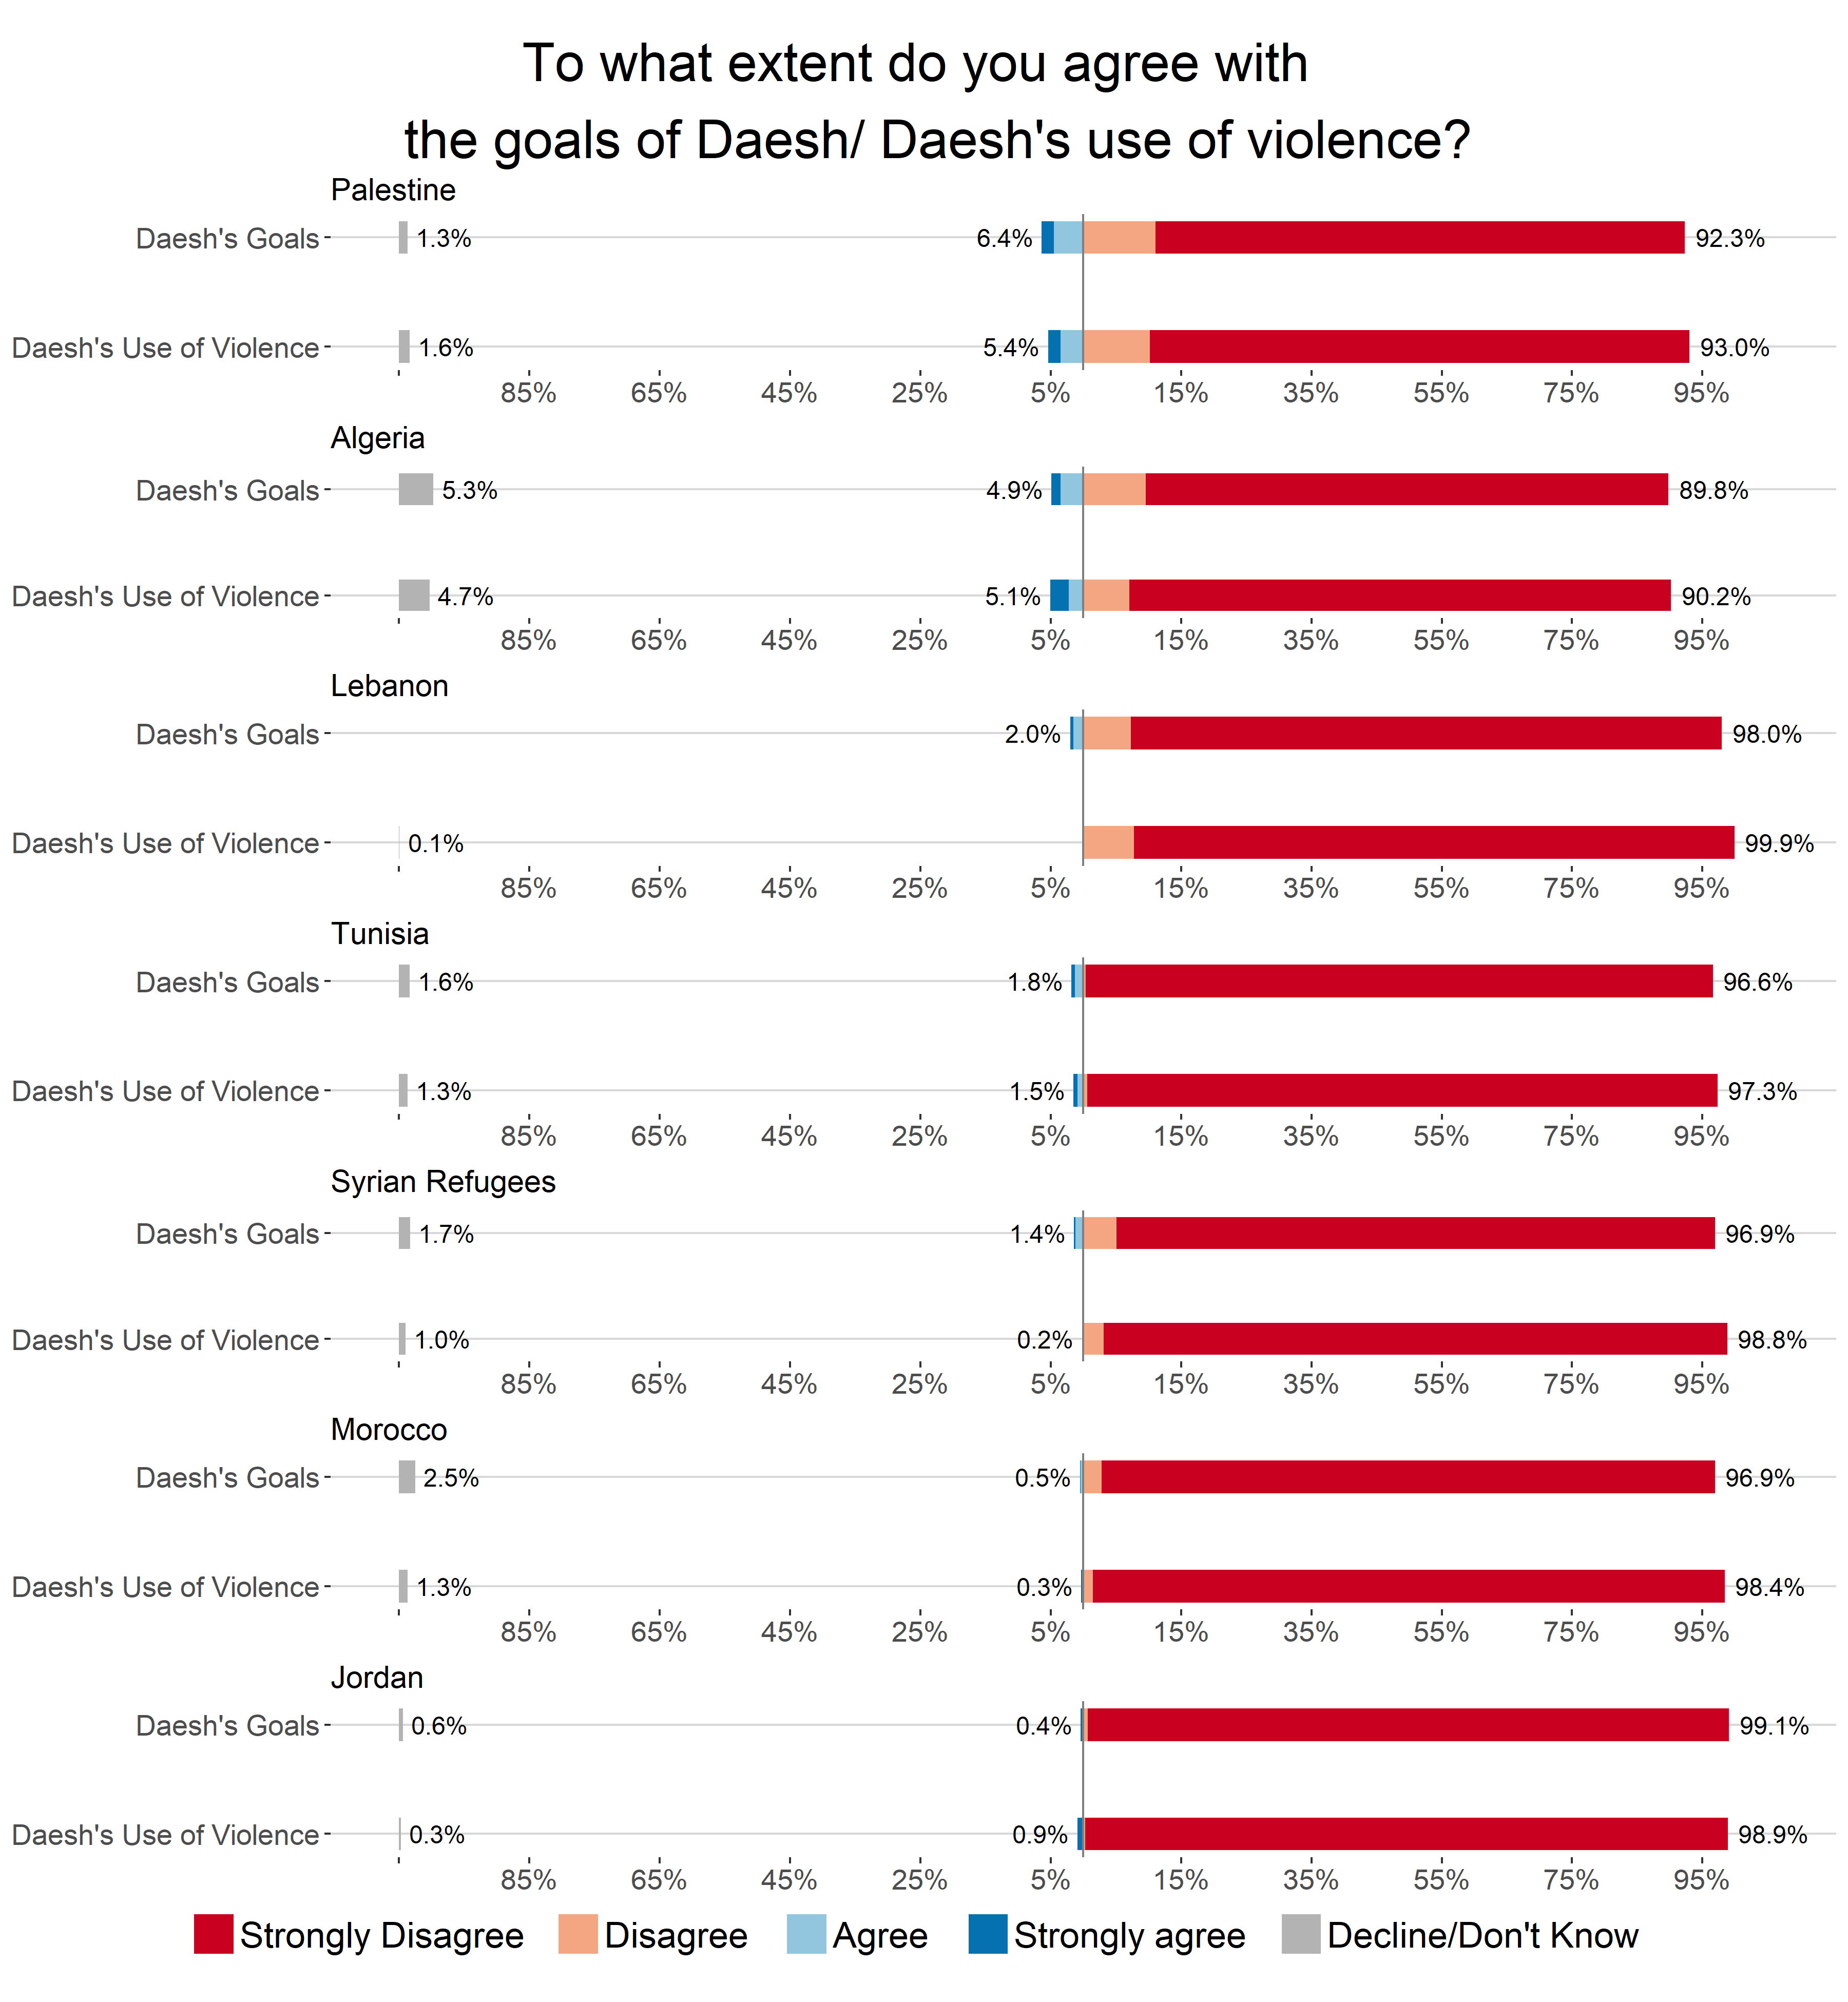 To what extent do you agree with
the goals of Daesh/ Daesh's use of violence?
Palestine
Daesh's Goals 1.3% 6.4% 92.3%
Daesh's Use of Violence 1.6% 5.4% 93.0%
85% 65% 45% 25% 5% 15% 35% 55% 75% 95%
Algeria
Daesh's Goals 5.3% 4.9% 89.8%
Daesh's Use of Violence 4.7% 5.1% 90.2%
85% 65% 45% 25% 5% 15% 35% 55% 75% 95%
Lebanon
Daesh's Goals 2.0% 98.0%
Daesh's Use of Violence 0.1% 99.9%
85% 65% 45% 25% 5% 15% 35% 55% 75% 95%
Tunisia
Daesh's Goals 1.6% 1.8% 96.6%
Daesh's Use of Violence 1.3% 1.5% 97.3%
85% 65% 45% 25% 5% 15% 35% 55% 75% 95%
Syrian Refugees
Daesh's Goals 1.7% 1.4% 96.9%
Daesh's Use of Violence 1.0% 0.2% 98.8%
85% 65% 45% 25% 5% 15% 35% 55% 75% 95%
Morocco
Daesh's Goals 2.5% 0.5% 96.9%
Daesh's Use of Violence 1.3% 0.3% 98.4%
85% 65% 45% 25% 5% 15% 35% 55% 75% 95%
Jordan
Daesh's Goals 0.6% 0.4% 99.1%
Daesh's Use of Violence 0.3% 0.9% 98.9%
85% 65% 45% 25% 5% 15% 35% 55% 75% 95%
Strongly Disagree Disagree Agree Strongly agree Decline/Don't Know